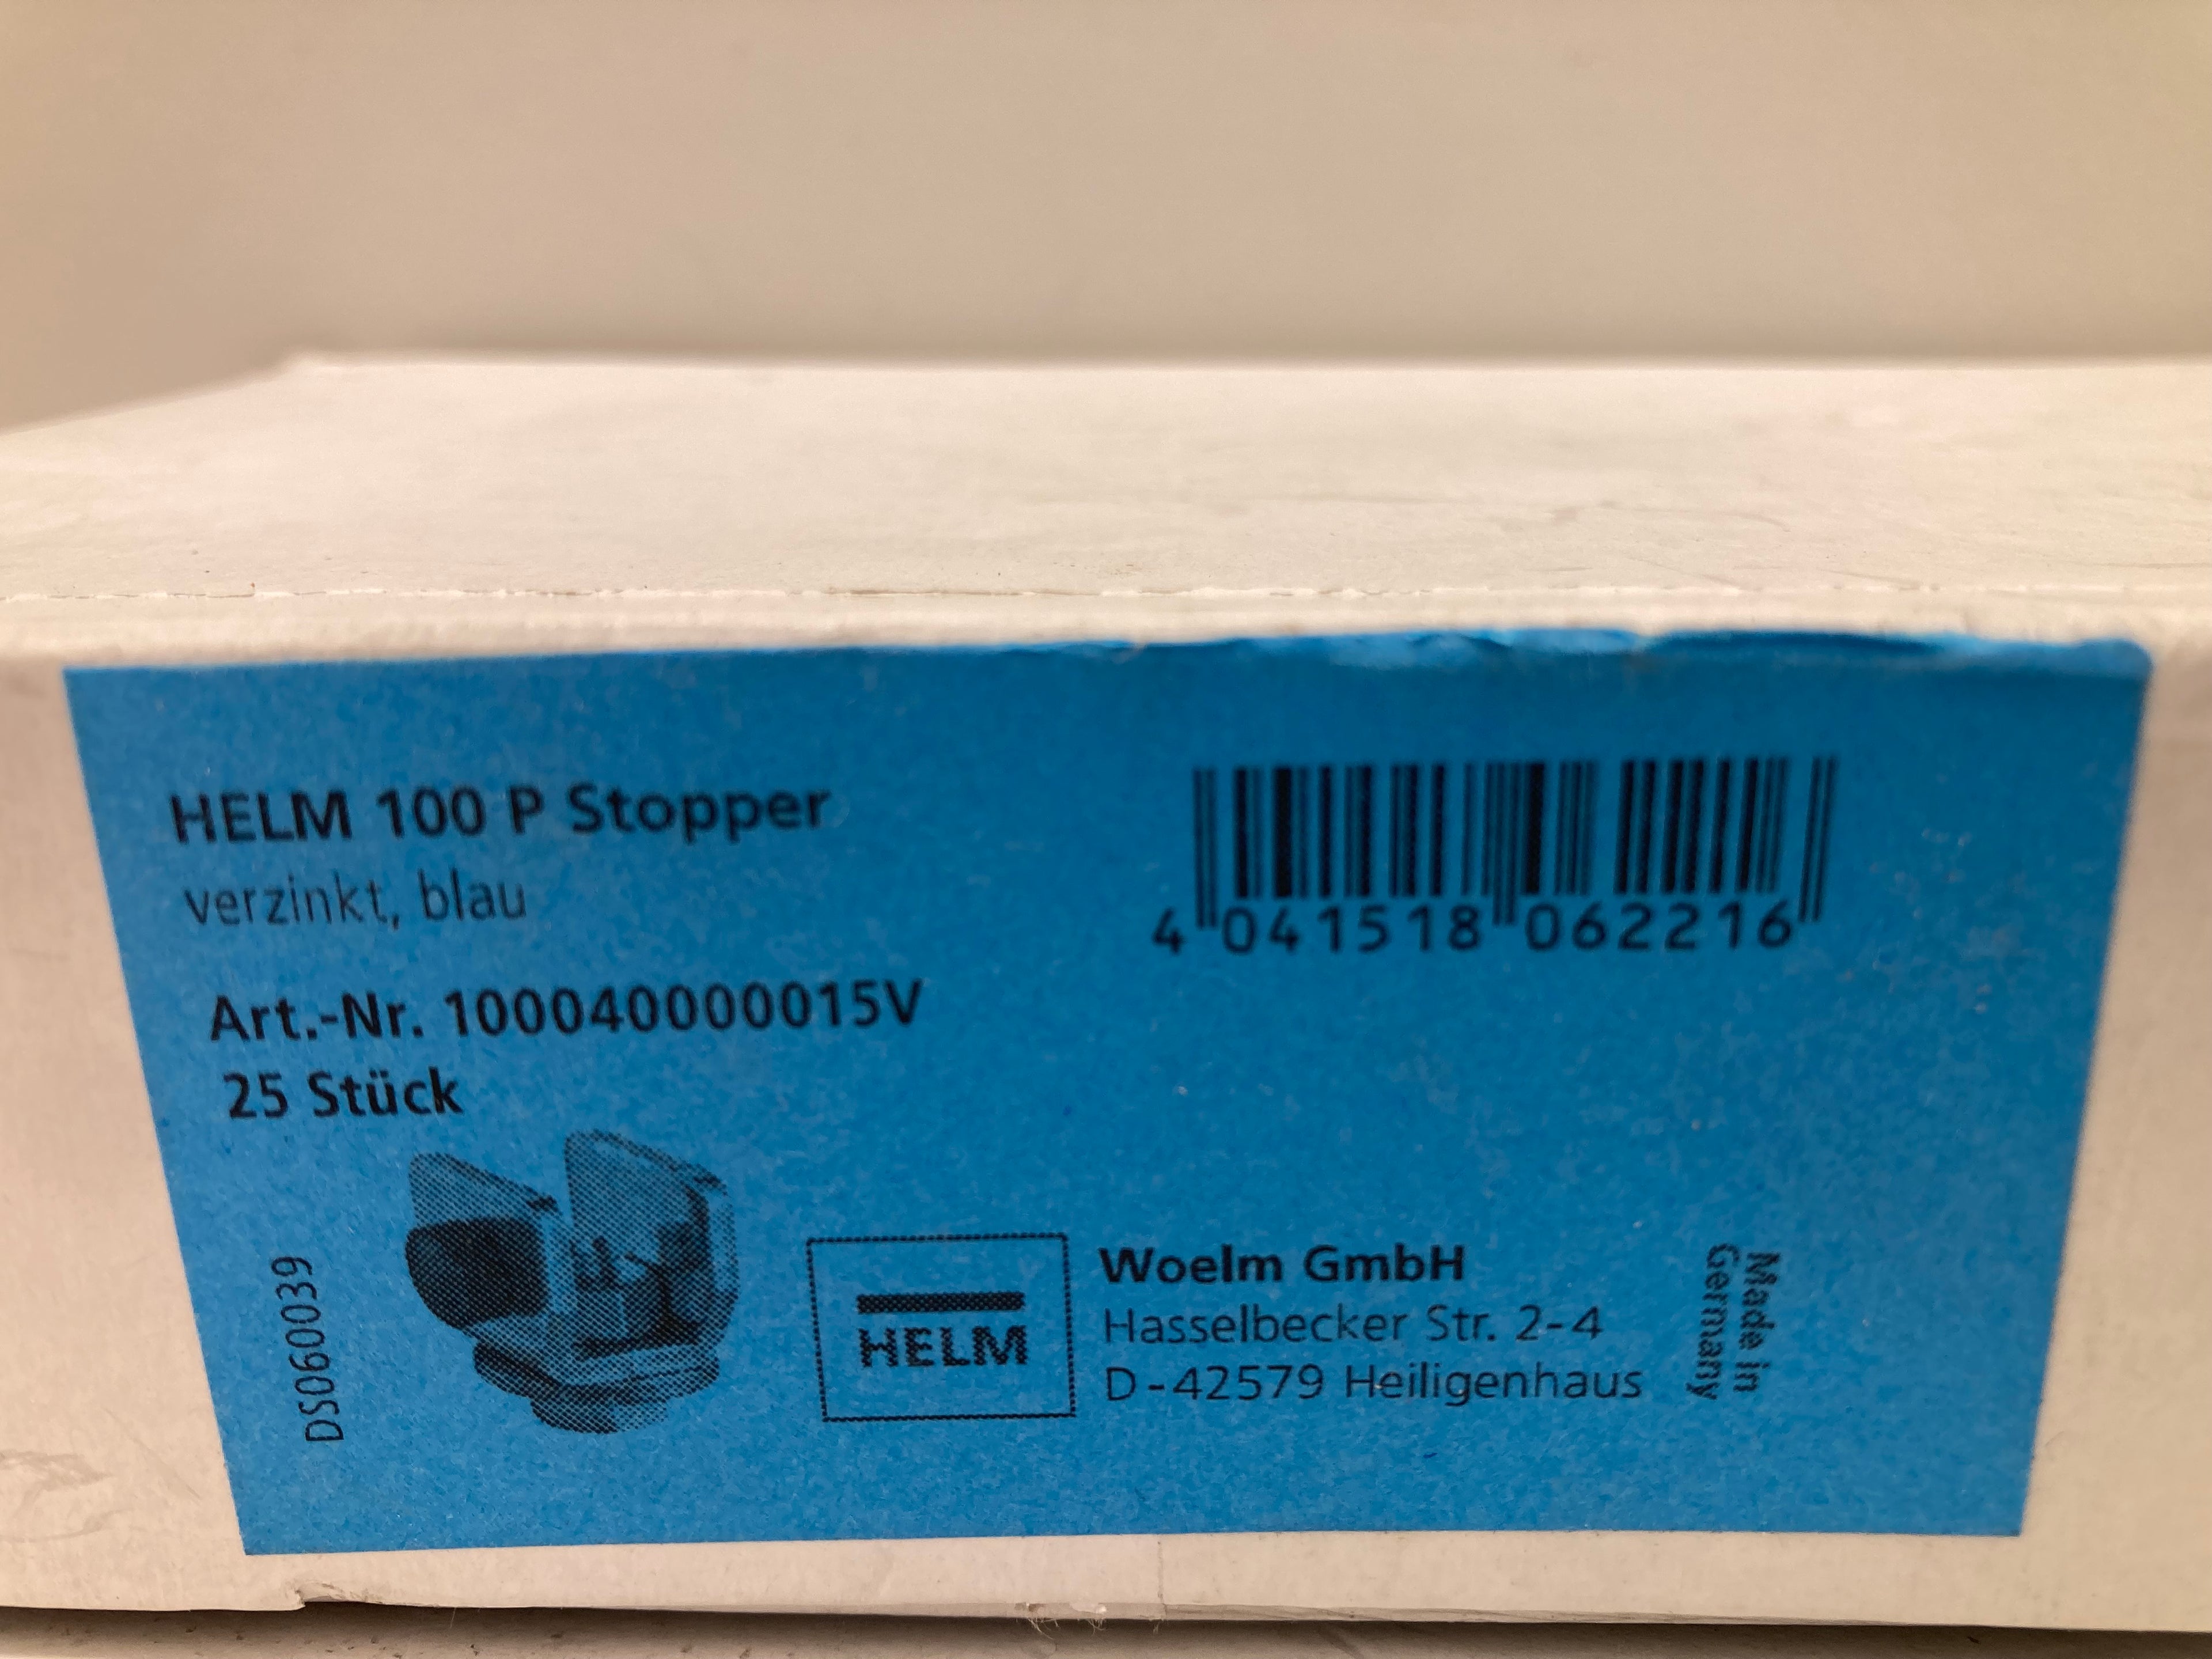 HELM 100 P Stopper
verzinkt, blau
Art.-Nr. 100040000015V
25 Stück
4 041518 062216
DS060039
HELM
Woelm GmbH
Hasselbecker Str. 2-4
D-42579 Heiligenhaus
Made in
Germany